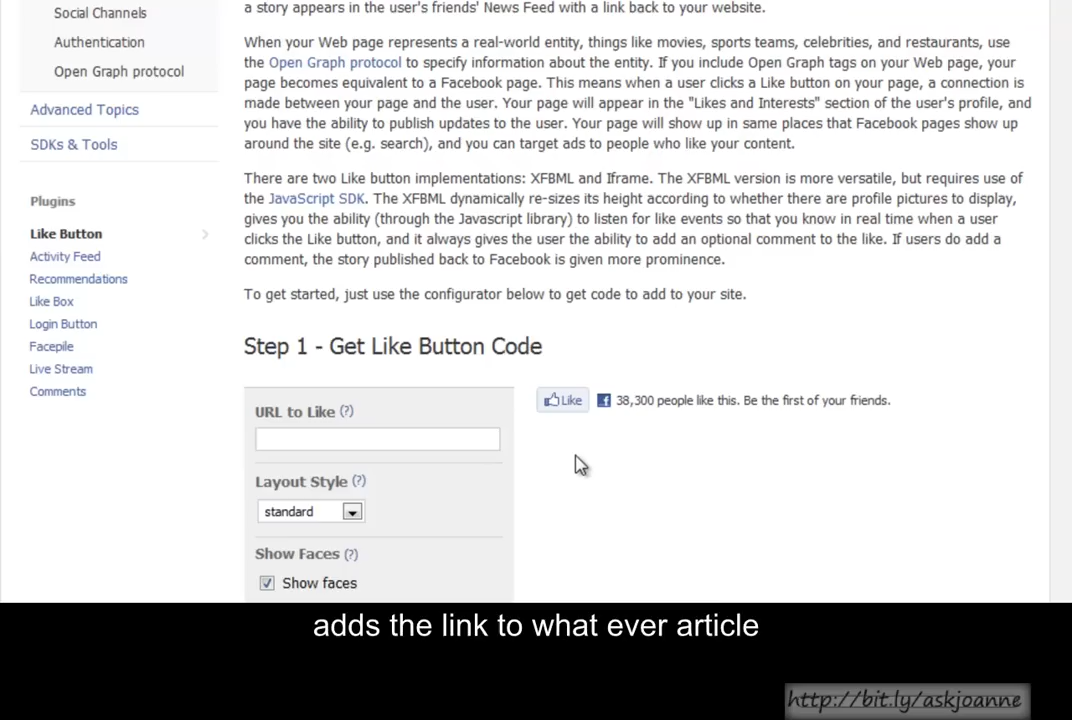 Social Channels
Authentication
Open Graph protocol
Advanced Topics
SDKs & Tools
Plugins
Like Button
Activity Feed
Recommendations
Like Box
Login Button
Facepile
Live Stream
Comments
a story appears in the user's friends' News Feed with a link back to your website.
When your Web page represents a real-world entity, things like movies, sports teams, celebrities, and restaurants, use
the Open Graph protocol to specify information about the entity. If you include Open Graph tags on your Web page, your
page becomes equivalent to a Facebook page. This means when a user clicks a Like button on your page, a connection is
made between your page and the user. Your page will appear in the "Likes and Interests" section of the user's profile, and
you have the ability to publish updates to the user. Your page will show up in same places that Facebook pages show up
around the site (e.g. search), and you can target ads to people who like your content.
There are two Like button implementations: XFBML and Iframe. The XFBML version is more versatile, but requires use of
the JavaScript SDK. The XFBML dynamically re-sizes its height according to whether there are profile pictures to display,
gives you the ability (through the Javascript library) to listen for like events so that you know in real time when a user
clicks the Like button, and it always gives the user the ability to add an optional comment to the like. If users do add a
comment, the story published back to Facebook is given more prominence.
To get started, just use the configurator below to get code to add to your site.
Step 1 - Get Like Button Code
URL to Like (?)
Layout Style (?)
standard
Show Faces (?)
Show faces
Like 38,300 people like this. Be the first of your friends.
adds the link to what ever article
http://bit.ly/askjoanne